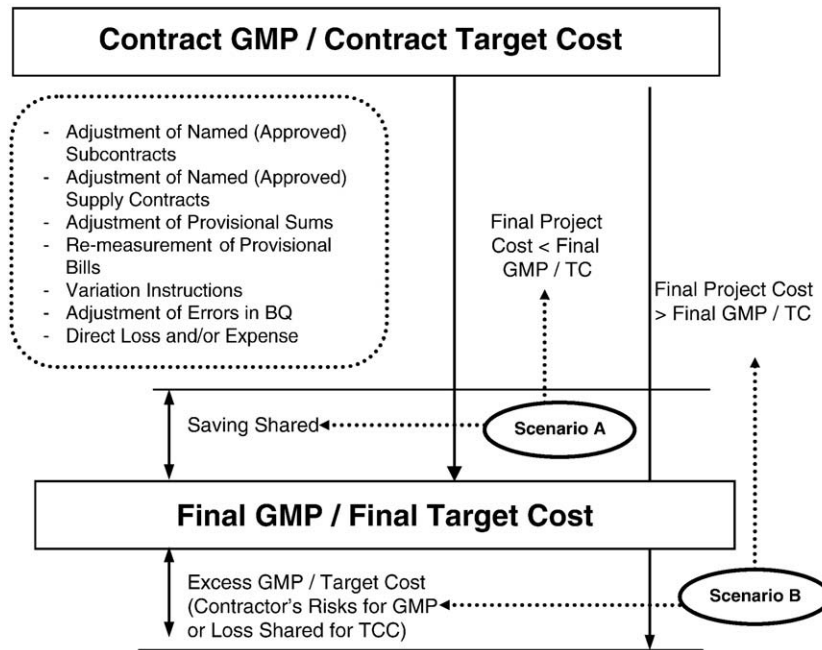 Contract GMP / Contract Target Cost
- Adjustment of Named (Approved)
Subcontracts
- Adjustment of Named (Approved)
Supply Contracts
- Adjustment of Provisional Sums
- Re-measurement of Provisional
Bills
- Variation Instructions
- Adjustment of Errors in BQ
- Direct Loss and/or Expense
Final Project
Cost < Final
GMP / TC
Final Project Cost
> Final GMP / TC
Saving Shared
Scenario A
Final GMP / Final Target Cost
Excess GMP / Target Cost
(Contractor's Risks for GMP
or Loss Shared for TCC)
Scenario B